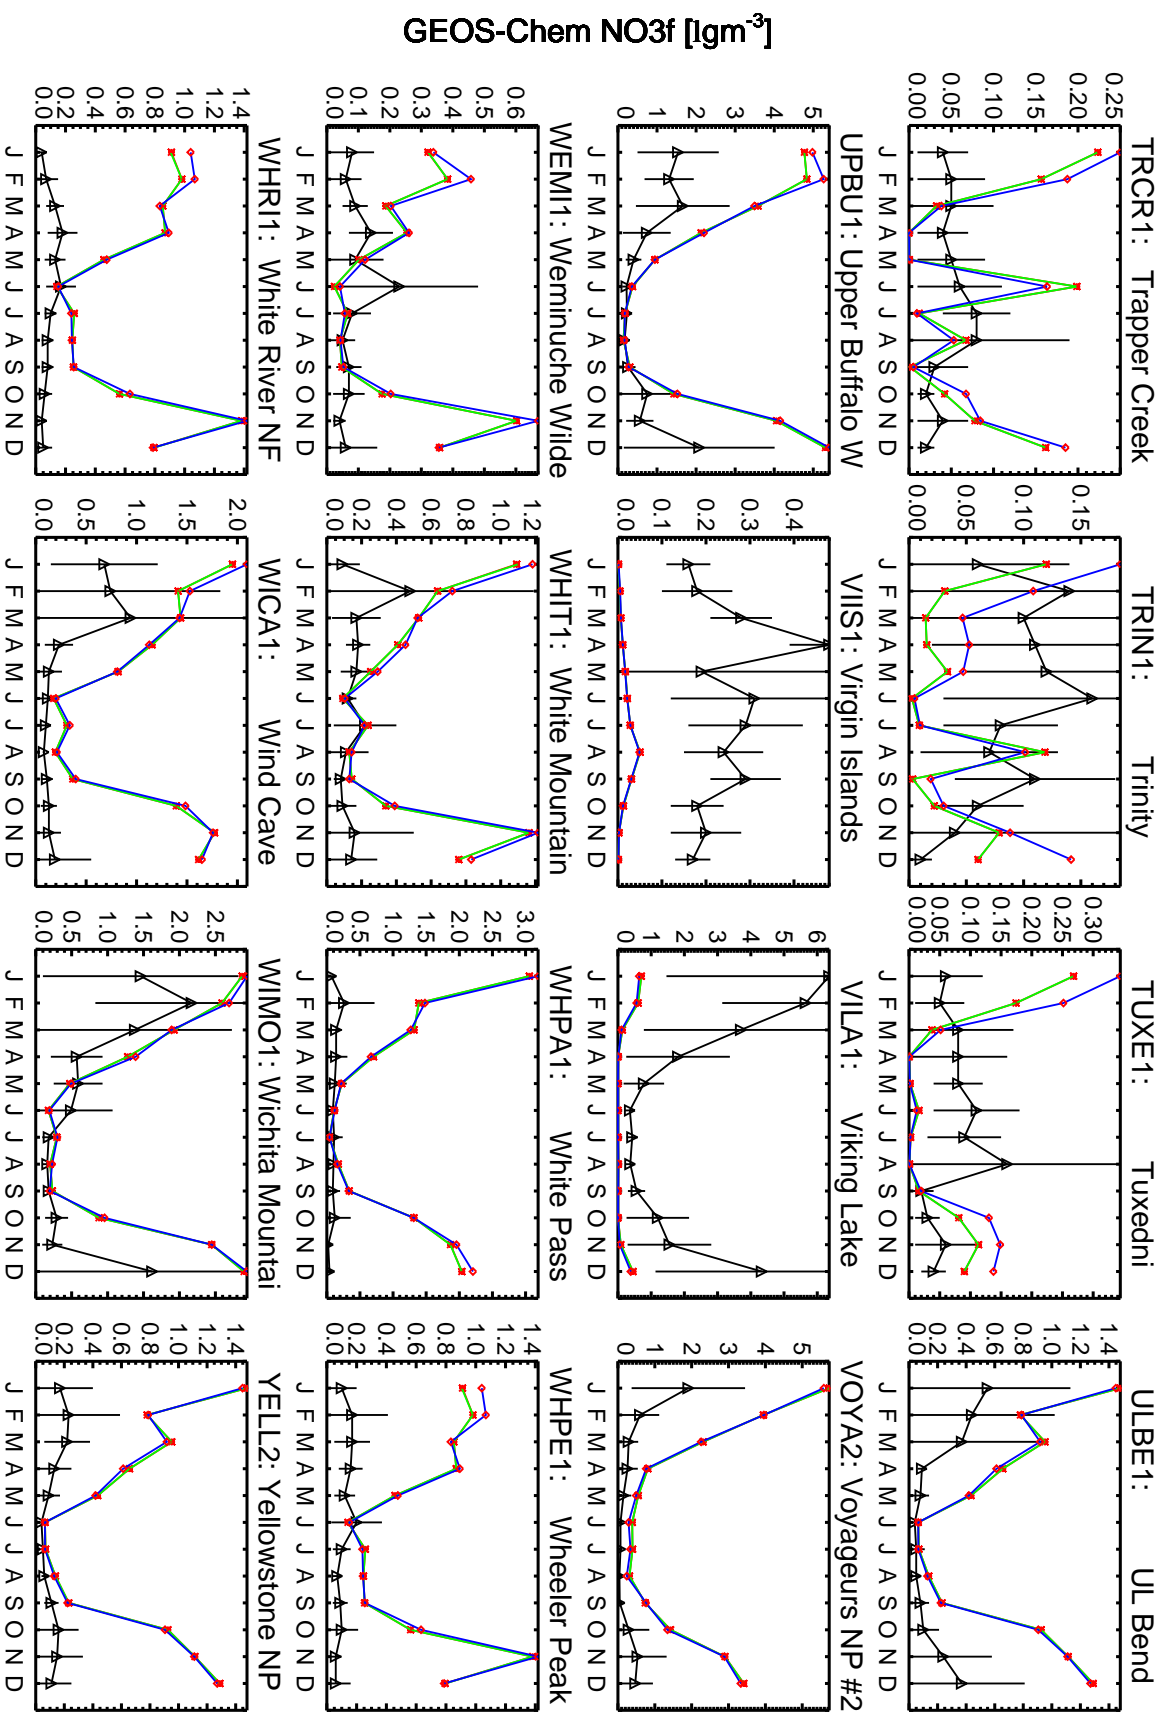 GEOS-Chem NO3f [lgm-3]
TRCR1: Trapper Creek
0.00 0.05 0.10 0.15 0.20 0.25
J F M A M J J A S O N D
TRIN1: Trinity
0.00 0.05 0.10 0.15
J F M A M J J A S O N D
TUXE1: Tuxedni
0.00 0.05 0.10 0.15 0.20 0.25 0.30
J F M A M J J A S O N D
ULBE1: UL Bend
0.0 0.2 0.4 0.6 0.8 1.0 1.2 1.4
J F M A M J J A S O N D
UPBU1: Upper Buffalo W
0 1 2 3 4 5
J F M A M J J A S O N D
VIIS1: Virgin Islands
0.0 0.1 0.2 0.3 0.4
J F M A M J J A S O N D
VILA1: Viking Lake
0 1 2 3 4 5 6
J F M A M J J A S O N D
VOYA2: Voyageurs NP #2
0 1 2 3 4 5
J F M A M J J A S O N D
WEMI1: Weminuche Wilde
0.0 0.1 0.2 0.3 0.4 0.5 0.6
J F M A M J J A S O N D
WHIT1: White Mountain
0.0 0.2 0.4 0.6 0.8 1.0 1.2
J F M A M J J A S O N D
WHPA1: White Pass
0.0 0.5 1.0 1.5 2.0 2.5 3.0
J F M A M J J A S O N D
WHPE1: Wheeler Peak
0.0 0.2 0.4 0.6 0.8 1.0 1.2 1.4
J F M A M J J A S O N D
WHRI1: White River NF
0.0 0.2 0.4 0.6 0.8 1.0 1.2 1.4
J F M A M J J A S O N D
WICA1: Wind Cave
0.0 0.5 1.0 1.5 2.0
J F M A M J J A S O N D
WIMO1: Wichita Mountai
0.0 0.5 1.0 1.5 2.0 2.5
J F M A M J J A S O N D
YELL2: Yellowstone NP
0.0 0.2 0.4 0.6 0.8 1.0 1.2 1.4
J F M A M J J A S O N D